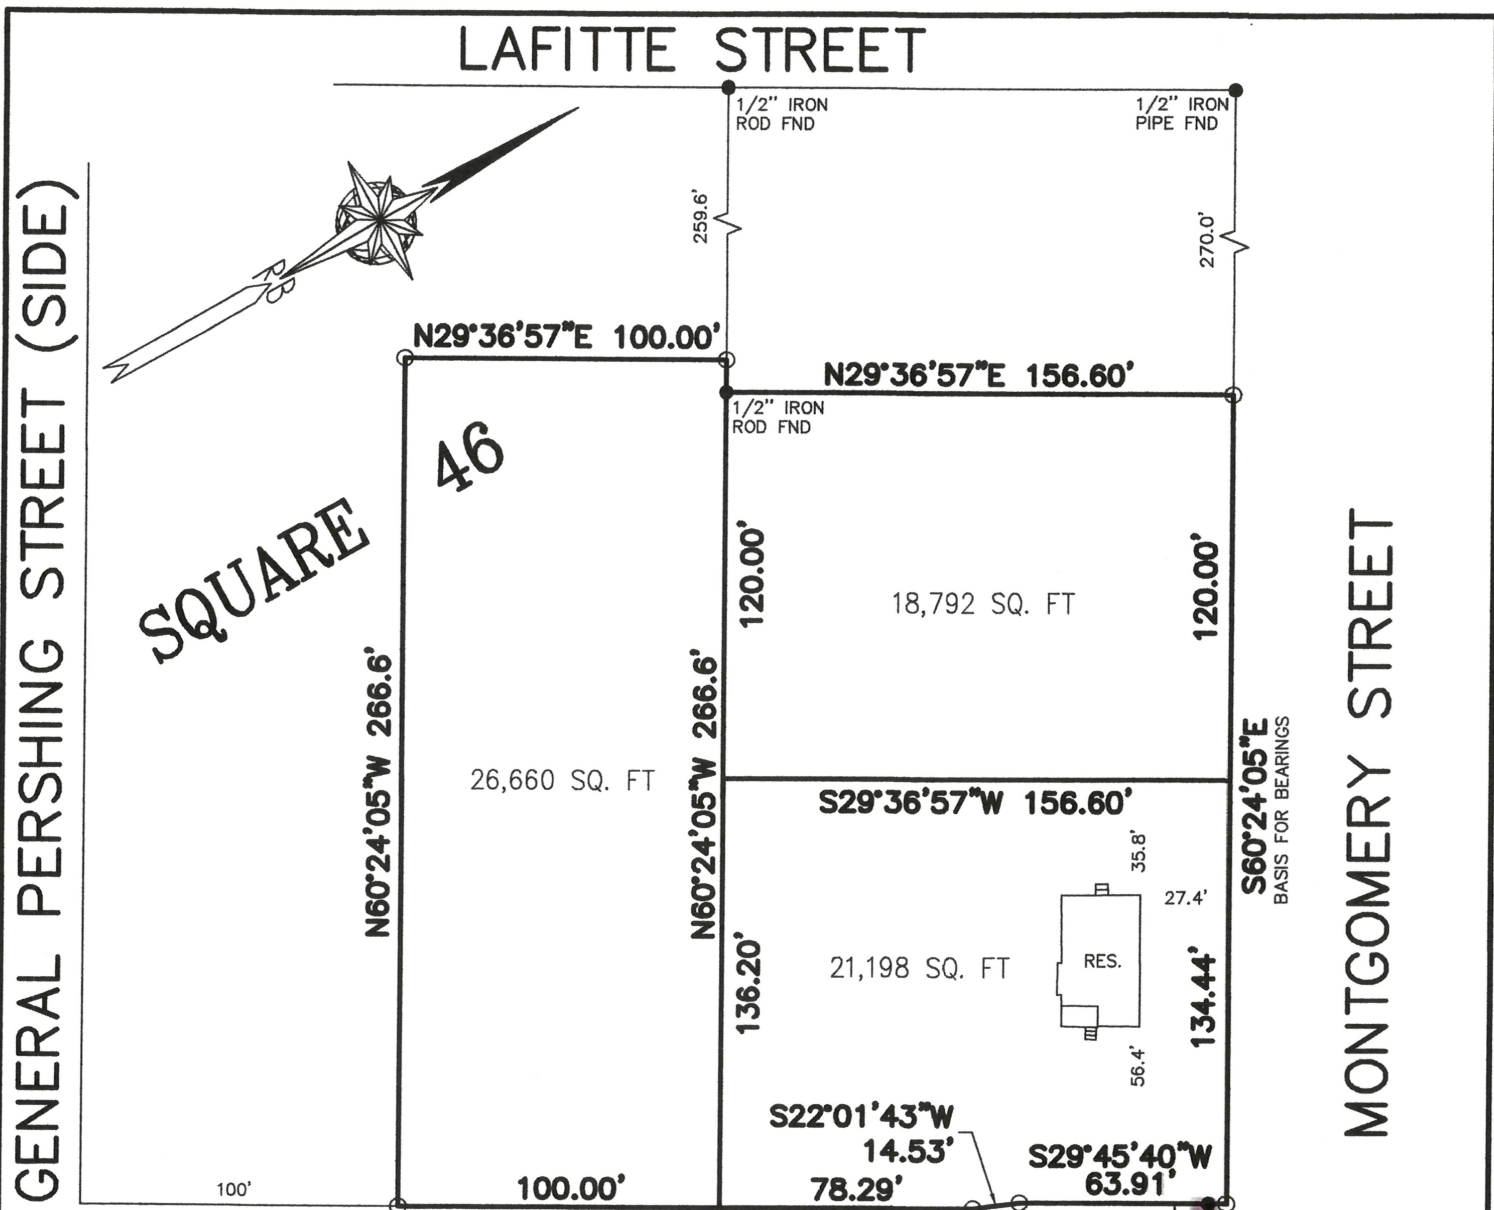 LAFITTE STREET
1/2" IRON
ROD FND
1/2" IRON
PIPE FND
GENERAL PERSHING STREET (SIDE)
259.6'
270.0'
RB
N29°36'57"E 100.00'
N29°36'57"E 156.60'
1/2" IRON
ROD FND
SQUARE 46
120.00'
120.00'
18,792 SQ. FT
MONTGOMERY STREET
N60°24'05"W 266.6'
N60°24'05"W 266.6'
26,660 SQ. FT
S29°36'57"W 156.60'
S60°24'05"E
BASIS FOR BEARINGS
35.8'
27.4'
RES.
21,198 SQ. FT
136.20'
134.44'
56.4'
S22°01'43"W
14.53'
S29°45'40"W
63.91'
100'
100.00'
78.29'